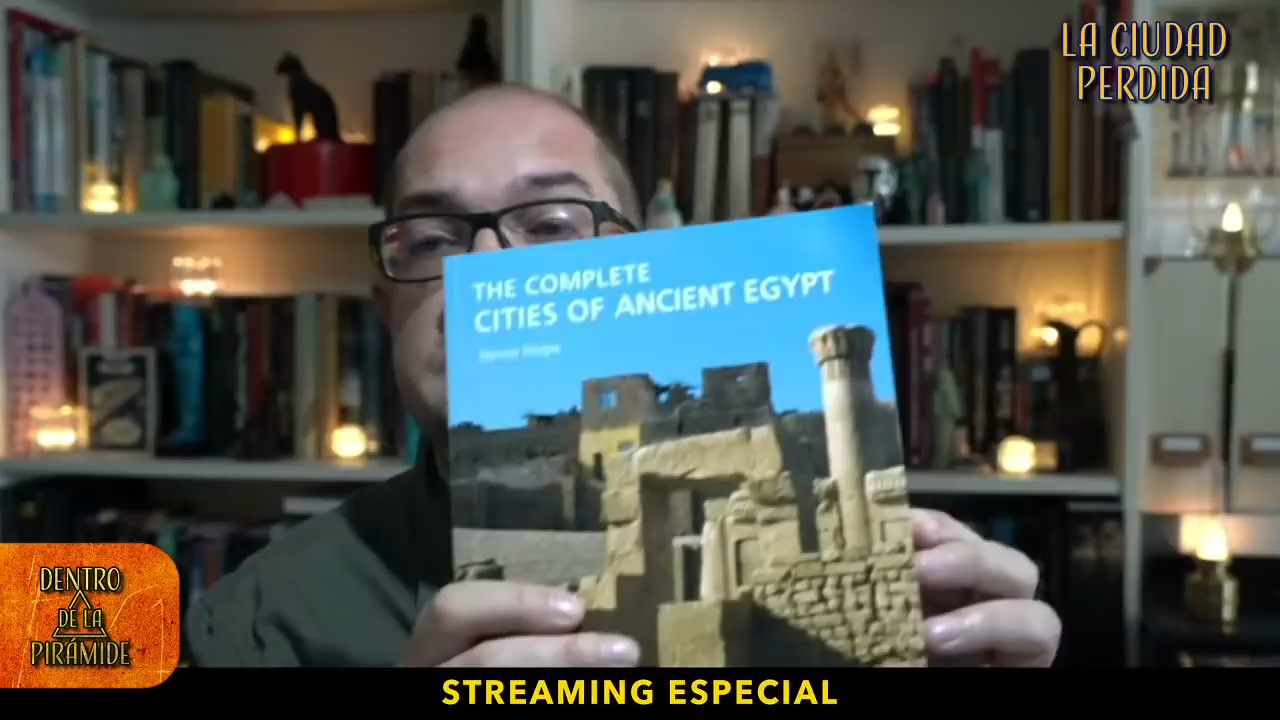 LA CIUDAD
PERDIDA
THE COMPLETE
CITIES OF ANCIENT EGYPT
DENTRO
DE LA
PIRÁMIDE
STREAMING ESPECIAL